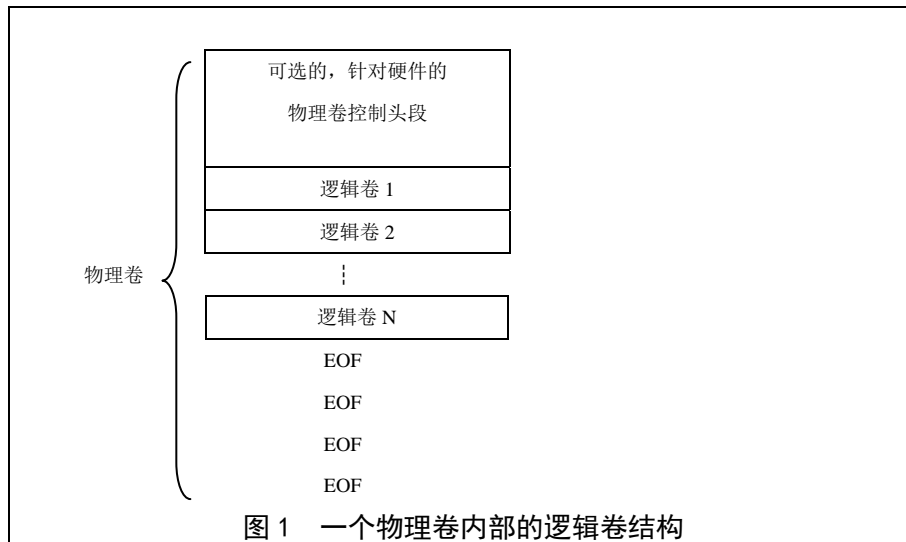 可选的，针对硬件的
物理卷控制头段
逻辑卷 1
逻辑卷 2
物理卷
逻辑卷 N
EOF
EOF
EOF
EOF
图 1 一个物理卷内部的逻辑卷结构